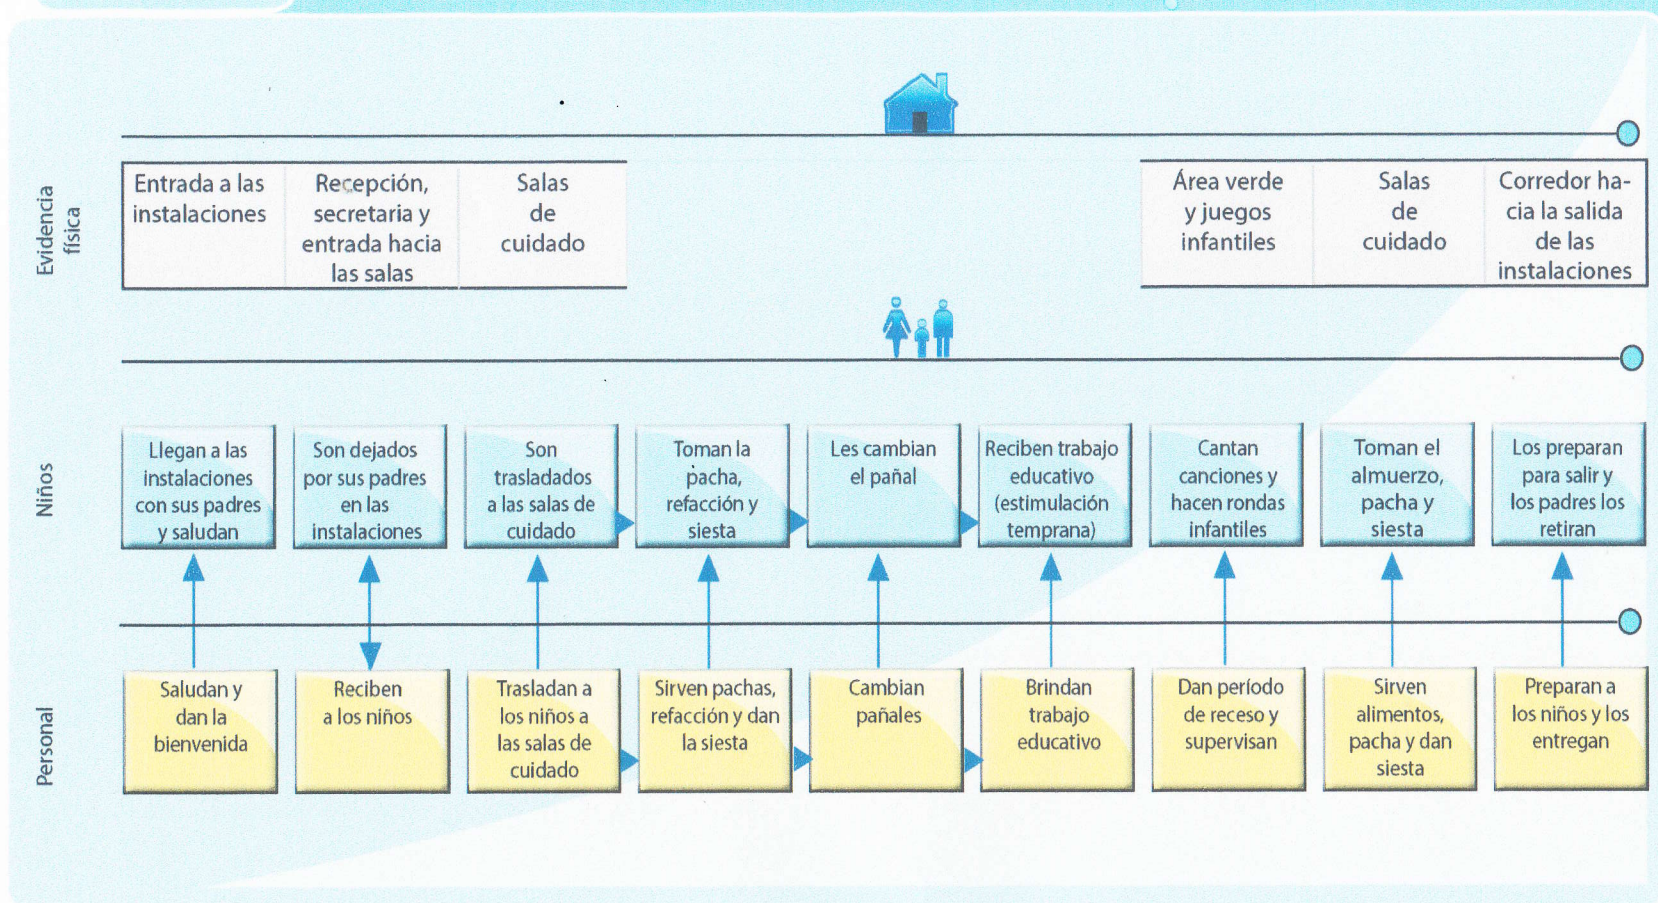 Evidencia
física
Entrada a las
instalaciones
Recepción,
secretaria y
entrada hacia
las salas
Salas
de
cuidado
Área verde
y juegos
infantiles
Salas
de
cuidado
Corredor ha-
cia la salida
de las
instalaciones
Niños
Llegan a las
instalaciones
con sus padres
y saludan
Son dejados
por sus padres
en las
instalaciones
Son
trasladados
a las salas de
cuidado
Toman la
pacha,
refacción y
siesta
Les cambian
el pañal
Reciben trabajo
educativo
(estimulación
temprana)
Cantan
canciones y
hacen rondas
infantiles
Toman el
almuerzo,
pacha y
siesta
Los preparan
para salir y
los padres los
retiran
Personal
Saludan y
dan la
bienvenida
Reciben
a los niños
Trasladan a
los niños a
las salas de
cuidado
Sirven pachas,
refacción y dan
la siesta
Cambian
pañales
Brindan
trabajo
educativo
Dan período
de receso y
supervisan
Sirven
alimentos,
pacha y dan
siesta
Preparan a
los niños y los
entregan